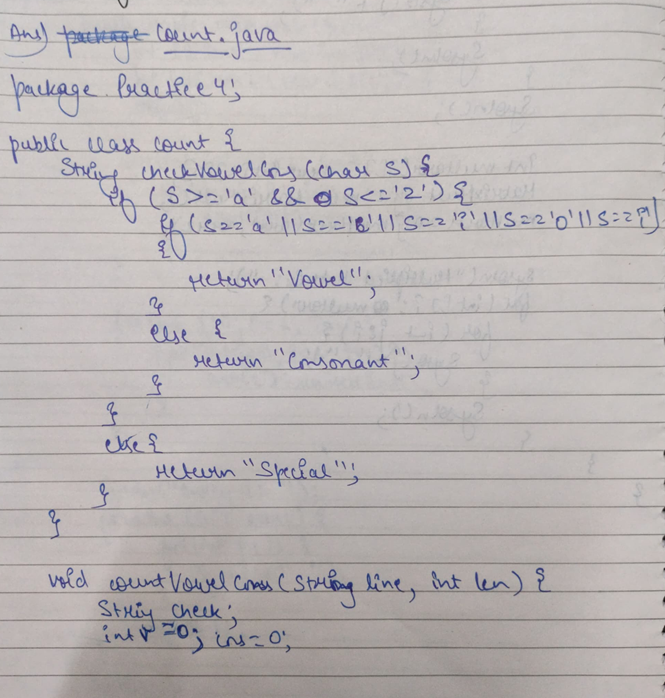 Ans) package Count.java
package Practice4;
public class count {
String checkVowelCons (char S) {
if (S >= 'a' && S <= 'z') {
if (S=='a' || S=='e' || S=='i' || S=='o' || S==
{
return "Vowel";
}
else {
return "Consonant";
}
}
else {
return "Special";
}
}
void countVowelCons (String line, int len) {
String check;
int v=0; cns=0;